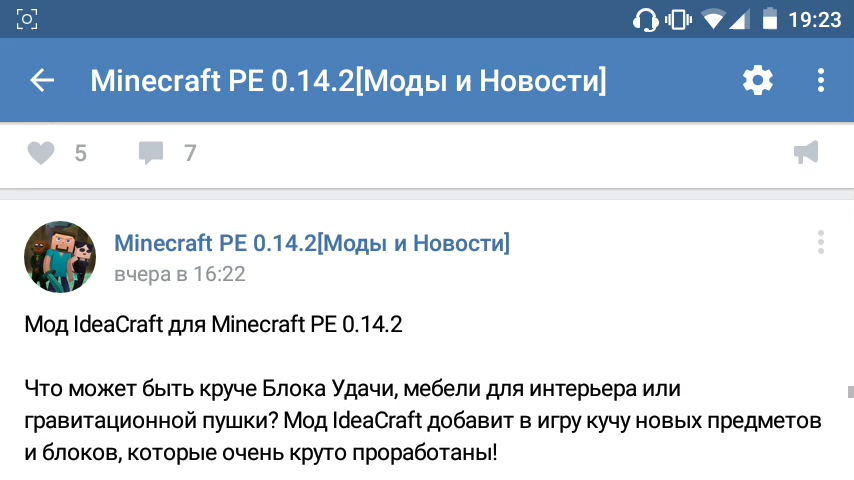 19:23
Minecraft PE 0.14.2[Моды и Новости]
5 7
Minecraft PE 0.14.2[Моды и Новости]
вчера в 16:22
Мод IdeaCraft для Minecraft PE 0.14.2
Что может быть круче Блока Удачи, мебели для интерьера или
гравитационной пушки? Мод IdeaCraft добавит в игру кучу новых предметов
и блоков, которые очень круто проработаны!